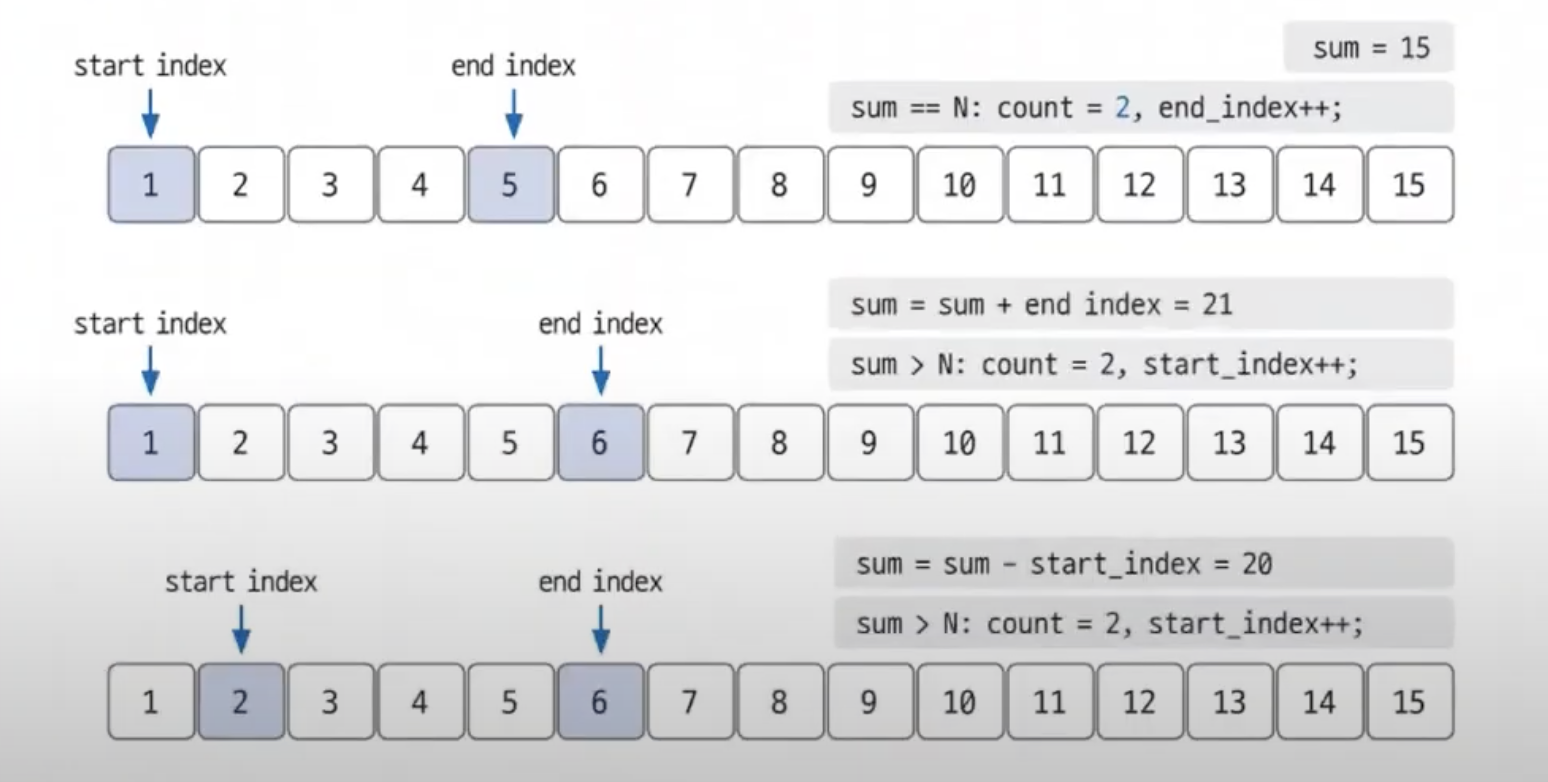 sum = 15
start index end index
sum == N: count = 2, end_index++;
1 2 3 4 5 6 7 8 9 10 11 12 13 14 15
sum = sum + end index = 21
start index end index
sum > N: count = 2, start_index++;
1 2 3 4 5 6 7 8 9 10 11 12 13 14 15
sum = sum - start_index = 20
start index end index
sum > N: count = 2, start_index++;
1 2 3 4 5 6 7 8 9 10 11 12 13 14 15